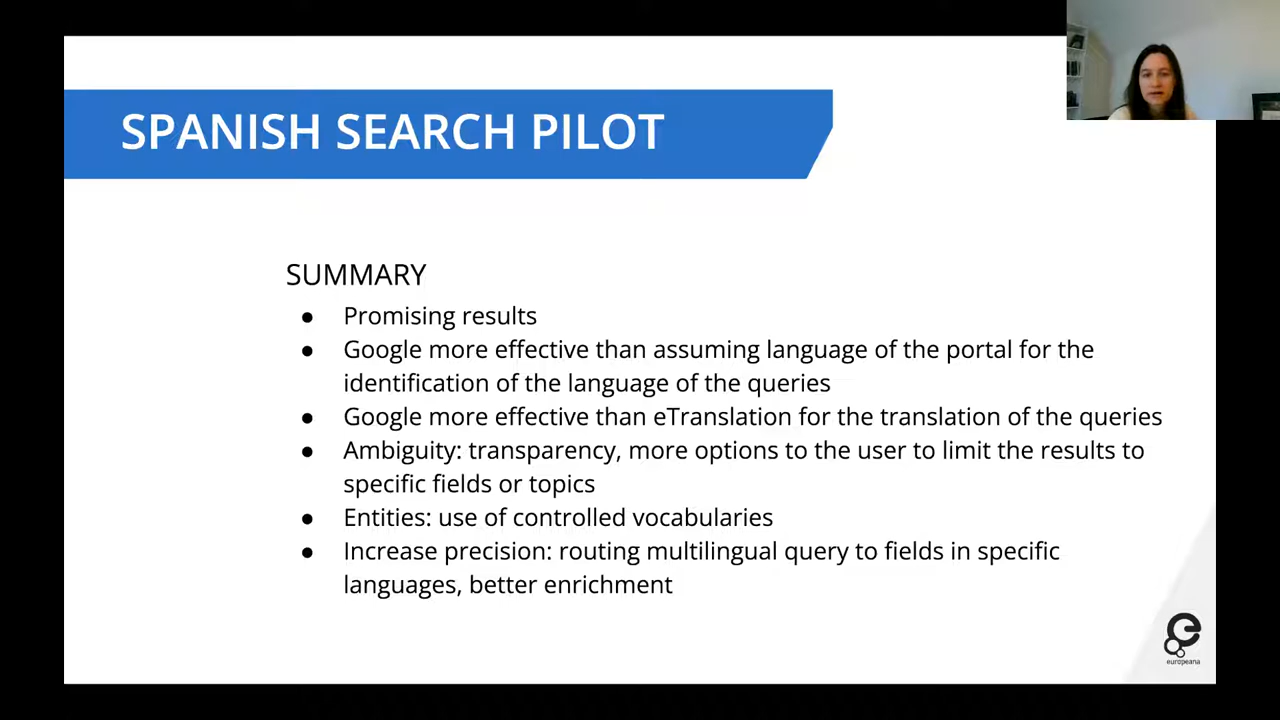 SPANISH SEARCH PILOT
SUMMARY
● Promising results
● Google more effective than assuming language of the portal for the
identification of the language of the queries
● Google more effective than eTranslation for the translation of the queries
● Ambiguity: transparency, more options to the user to limit the results to
specific fields or topics
● Entities: use of controlled vocabularies
● Increase precision: routing multilingual query to fields in specific
languages, better enrichment
europeana